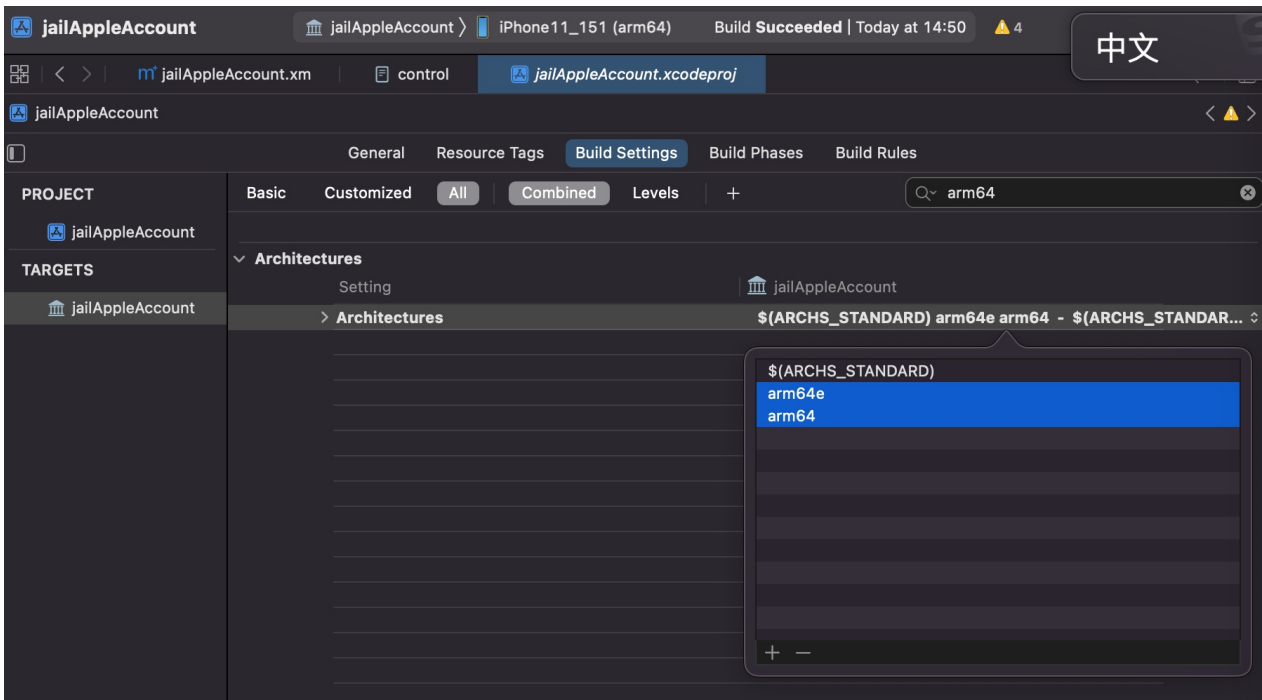 jailAppleAccount
jailAppleAccount 〉 iPhone11_151 (arm64)
Build Succeeded | Today at 14:50
4
中文
jailAppleAccount.xm
control
jailAppleAccount.xcodeproj
jailAppleAccount
General Resource Tags Build Settings Build Phases Build Rules
PROJECT
jailAppleAccount
TARGETS
jailAppleAccount
Basic Customized All Combined Levels +
arm64
Architectures
Setting
jailAppleAccount
Architectures
$(ARCHS_STANDARD) arm64e arm64 - $(ARCHS_STANDAR...
$(ARCHS_STANDARD)
arm64e
arm64
+ −